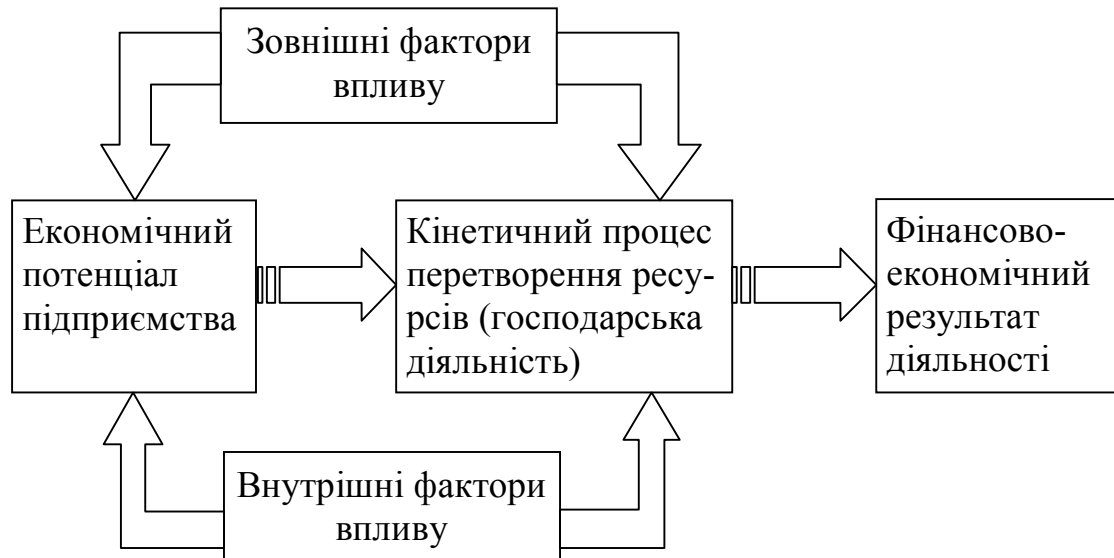 Зовнішні фактори
впливу
Економічний
потенціал
підприємства
Кінетичний процес
перетворення ресу-
рсів (господарська
діяльність)
Фінансово-
економічний
результат
діяльності
Внутрішні фактори
впливу